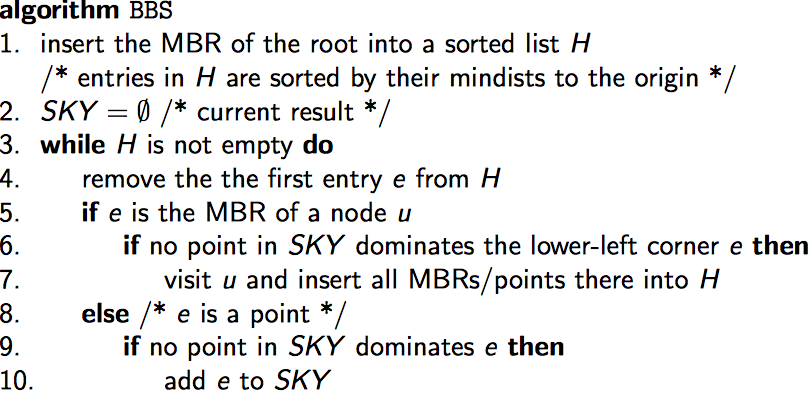 algorithm BBS
1. insert the MBR of the root into a sorted list H
/* entries in H are sorted by their mindists to the origin */
2. SKY = ∅ /* current result */
3. while H is not empty do
4. remove the the first entry e from H
5. if e is the MBR of a node u
6. if no point in SKY dominates the lower-left corner e then
7. visit u and insert all MBRs/points there into H
8. else /* e is a point */
9. if no point in SKY dominates e then
10. add e to SKY